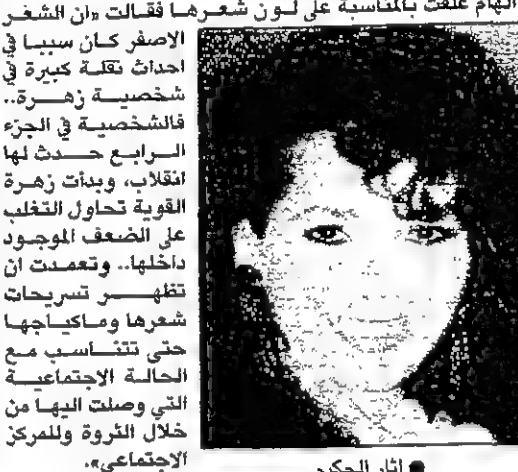 الهام علقت بالمناسبة على لون شعرها فقالت «ان الشعر
الاصفر كان سببا في
احداث نقلة كبيرة في
شخصية زهرة..
فالشخصية في الجزء
الرابع حدث لها
انقلاب، وبدأت زهرة
القوية تحاول التغلب
على الضعف الموجود
داخلها.. وتعمدت ان
تظهر تسريحات
شعرها وماكياجها
حتى تتناسب مع
الحالة الاجتماعية
التي وصلت اليها من
خلال الثروة وللمركز
الاجتماعي».
● اثار الحكيم